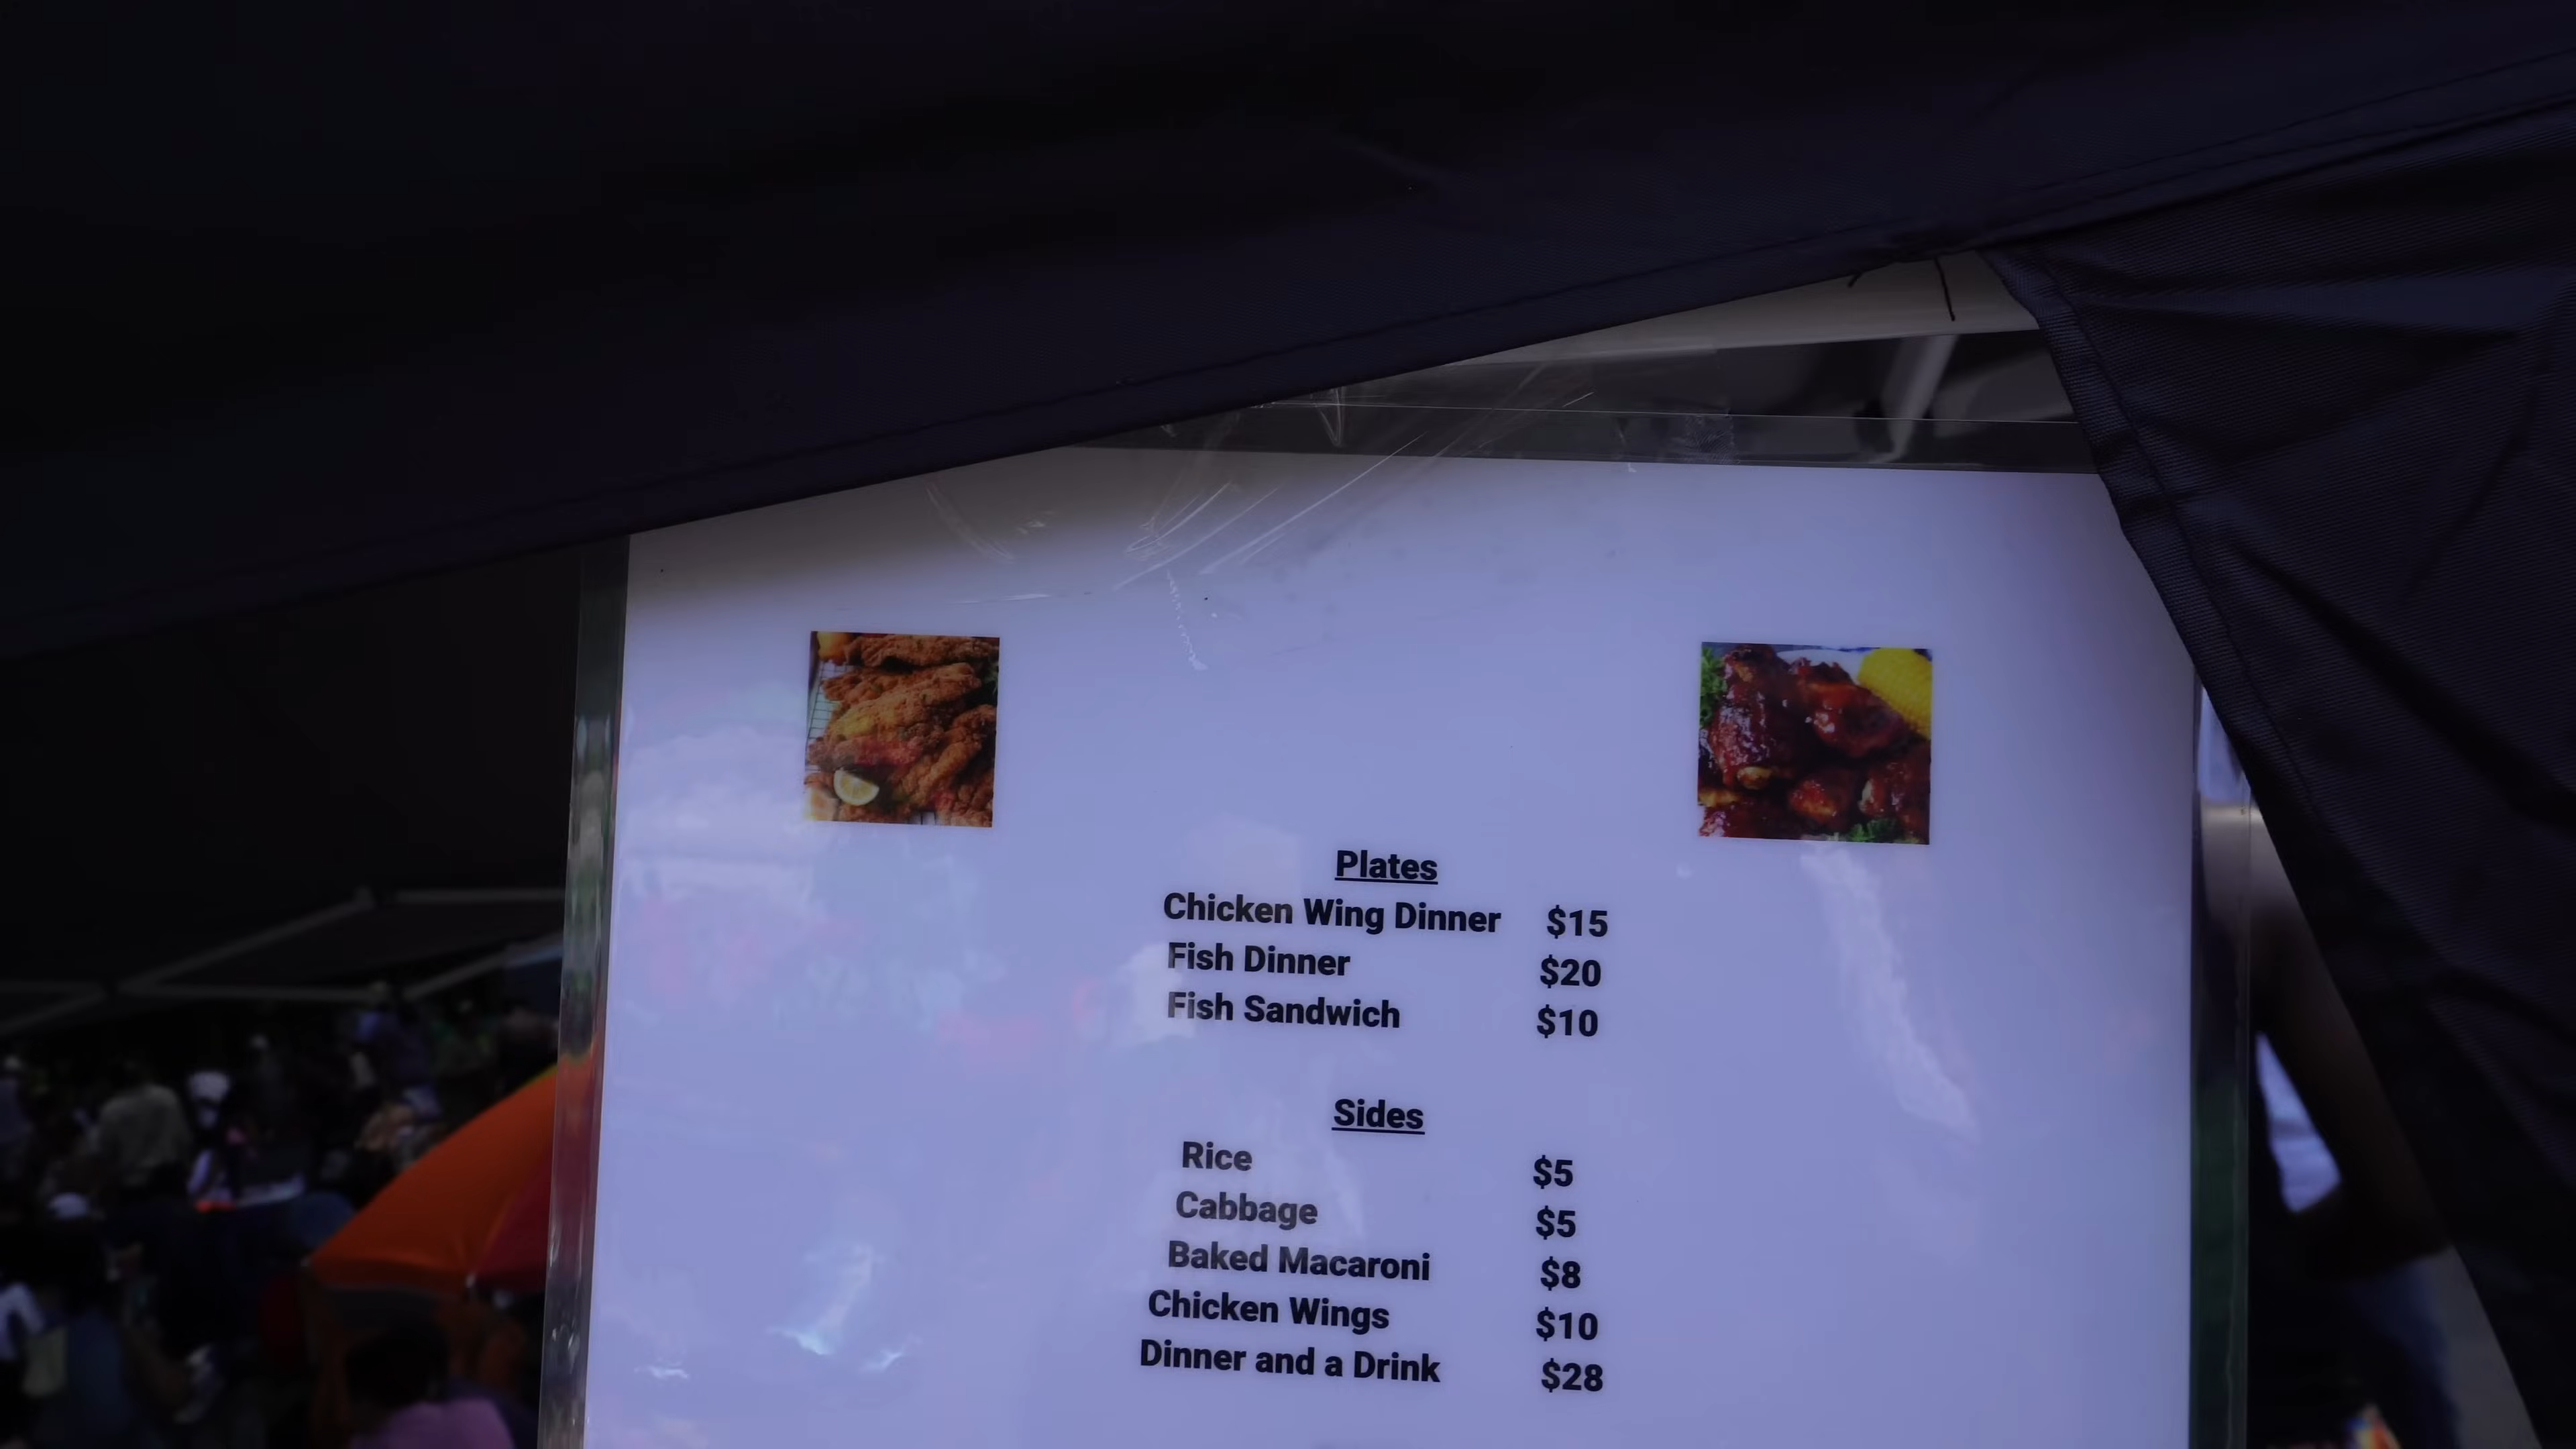 Plates
Chicken Wing Dinner $15
Fish Dinner $20
Fish Sandwich $10
Sides
Rice $5
Cabbage $5
Baked Macaroni $8
Chicken Wings $10
Dinner and a Drink $28